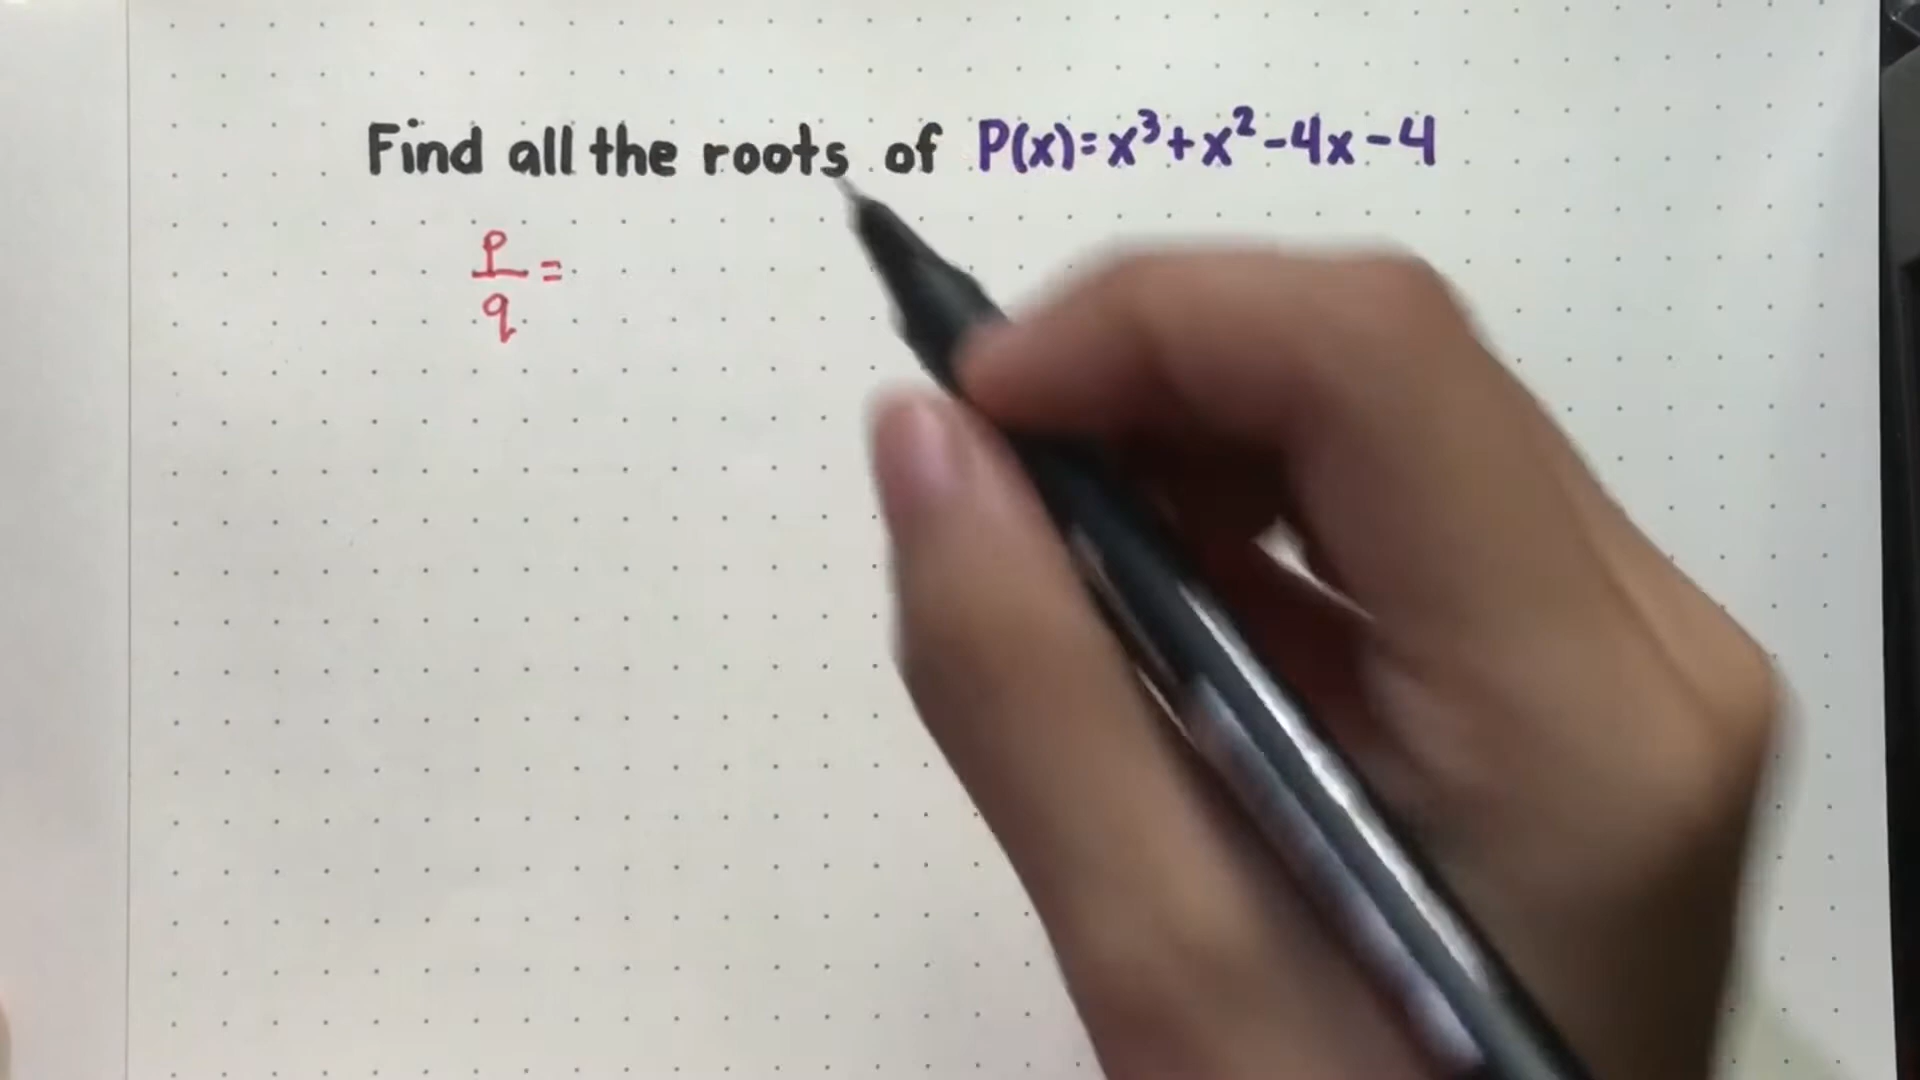 Find all the roots of P(x)=x³+x²-4x-4
p/q =